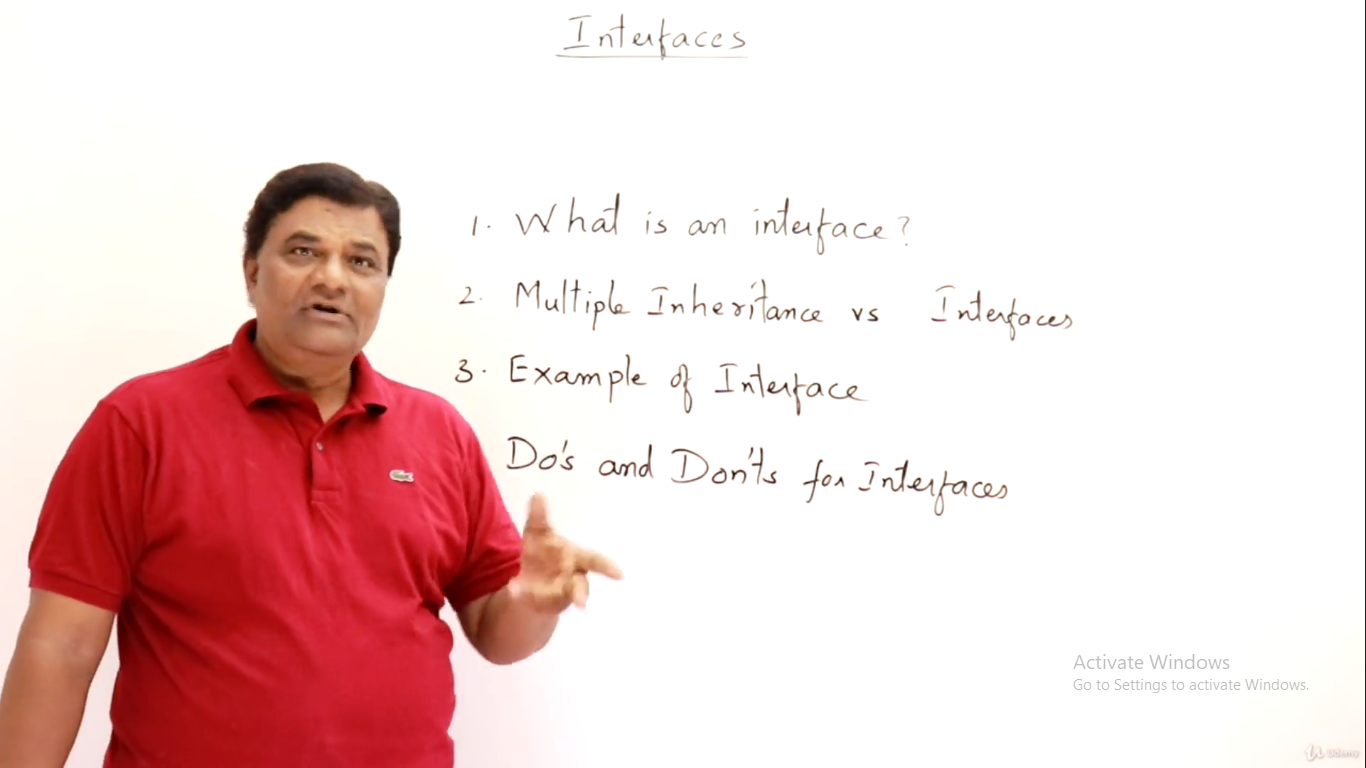 Interfaces
1. What is an interface?
2. Multiple Inheritance vs Interfaces
3. Example of Interface
Do's and Don'ts for Interfaces
Activate Windows
Go to Settings to activate Windows.
Udemy